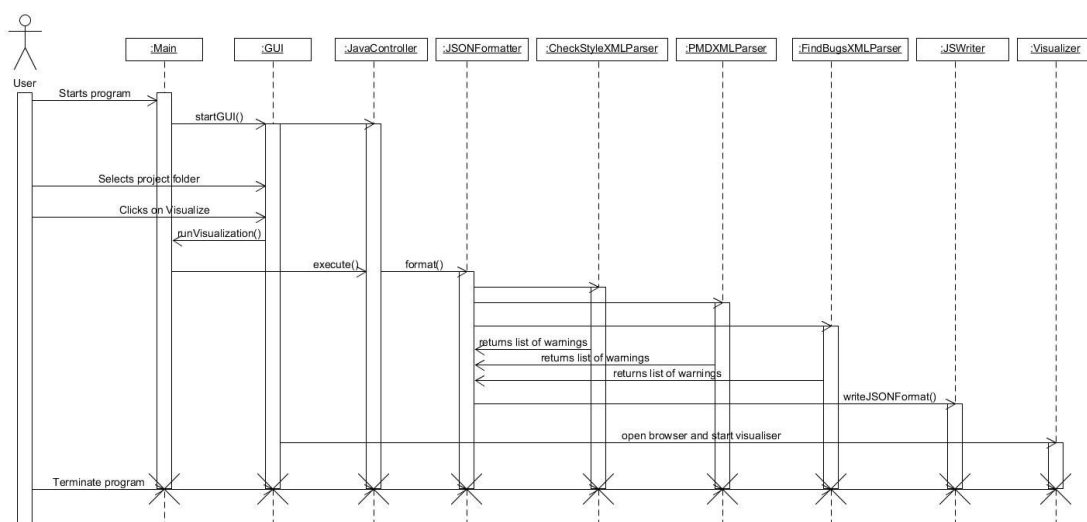 :Main
:GUI
:JavaController
:JSONFormatter
:CheckStyleXMLParser
:PMDXMLParser
:FindBugsXMLParser
:JSWriter
:Visualizer
User
Starts program
startGUI()
Selects project folder
Clicks on Visualize
runVisualization()
execute()
format()
returns list of warnings
returns list of warnings
returns list of warnings
writeJSONFormat()
open browser and start visualiser
Terminate program